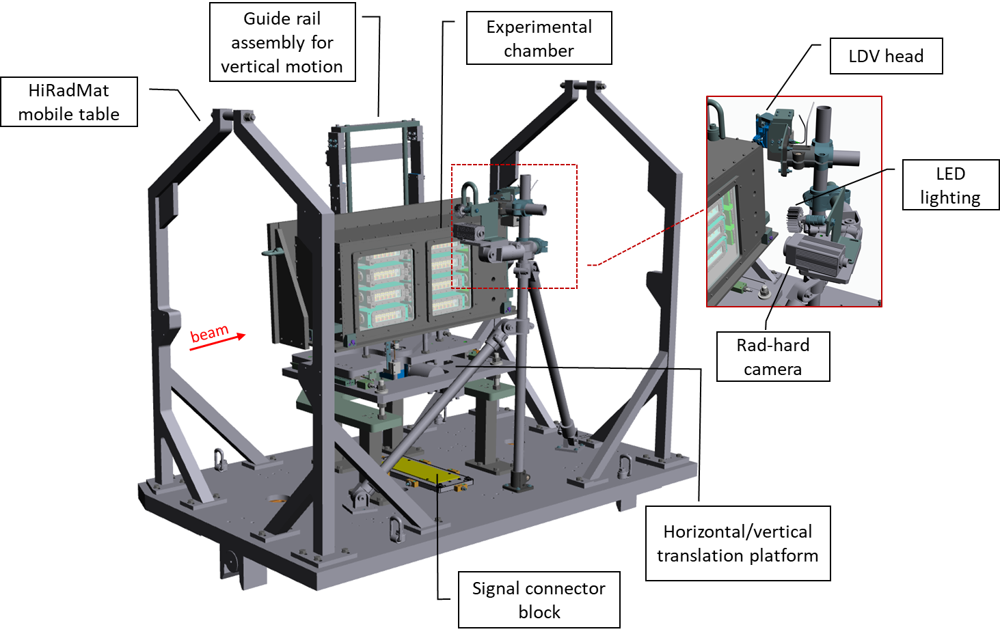 Guide rail
assembly for
vertical motion
Experimental
chamber
LDV head
HiRadMat
mobile table
LED
lighting
beam
Rad-hard
camera
Horizontal/vertical
translation platform
Signal connector
block